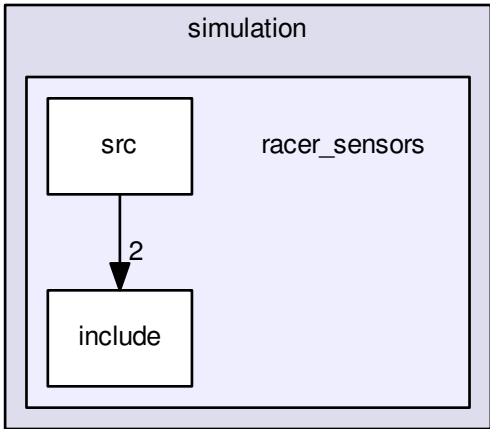 simulation
src
racer_sensors
2
include